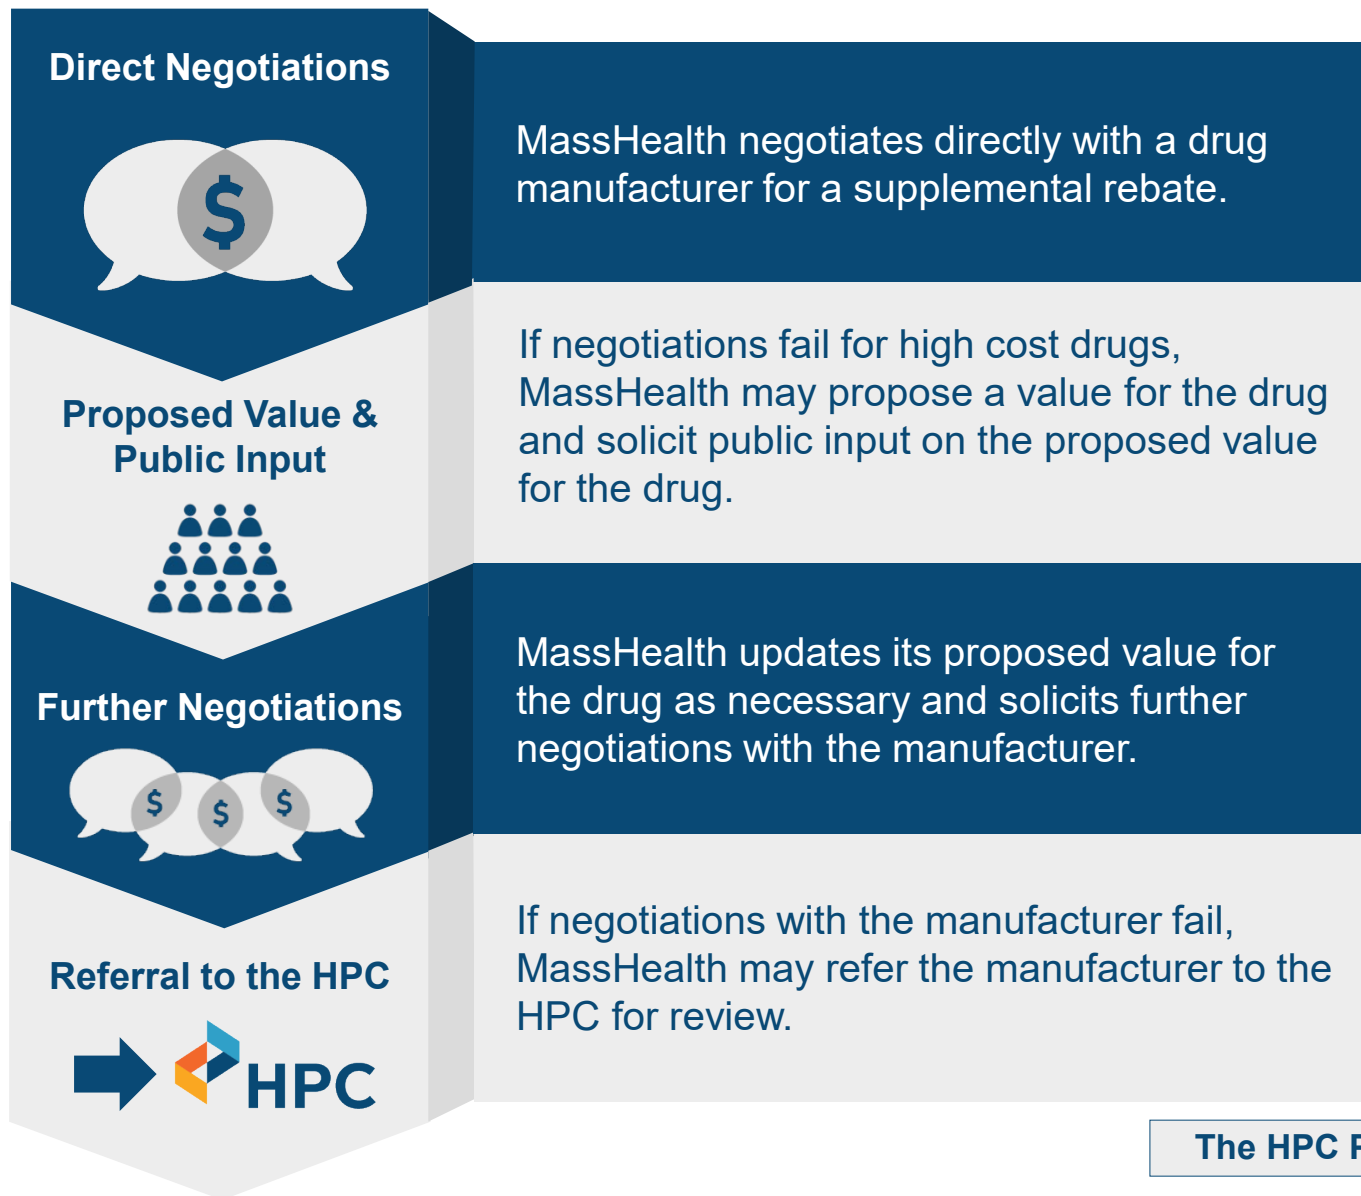 Direct Negotiations
$
MassHealth negotiates directly with a drug
manufacturer for a supplemental rebate.
Proposed Value &
Public Input
If negotiations fail for high cost drugs,
MassHealth may propose a value for the drug
and solicit public input on the proposed value
for the drug.
Further Negotiations
$ $ $
MassHealth updates its proposed value for
the drug as necessary and solicits further
negotiations with the manufacturer.
Referral to the HPC
HPC
If negotiations with the manufacturer fail,
MassHealth may refer the manufacturer to the
HPC for review.
The HPC